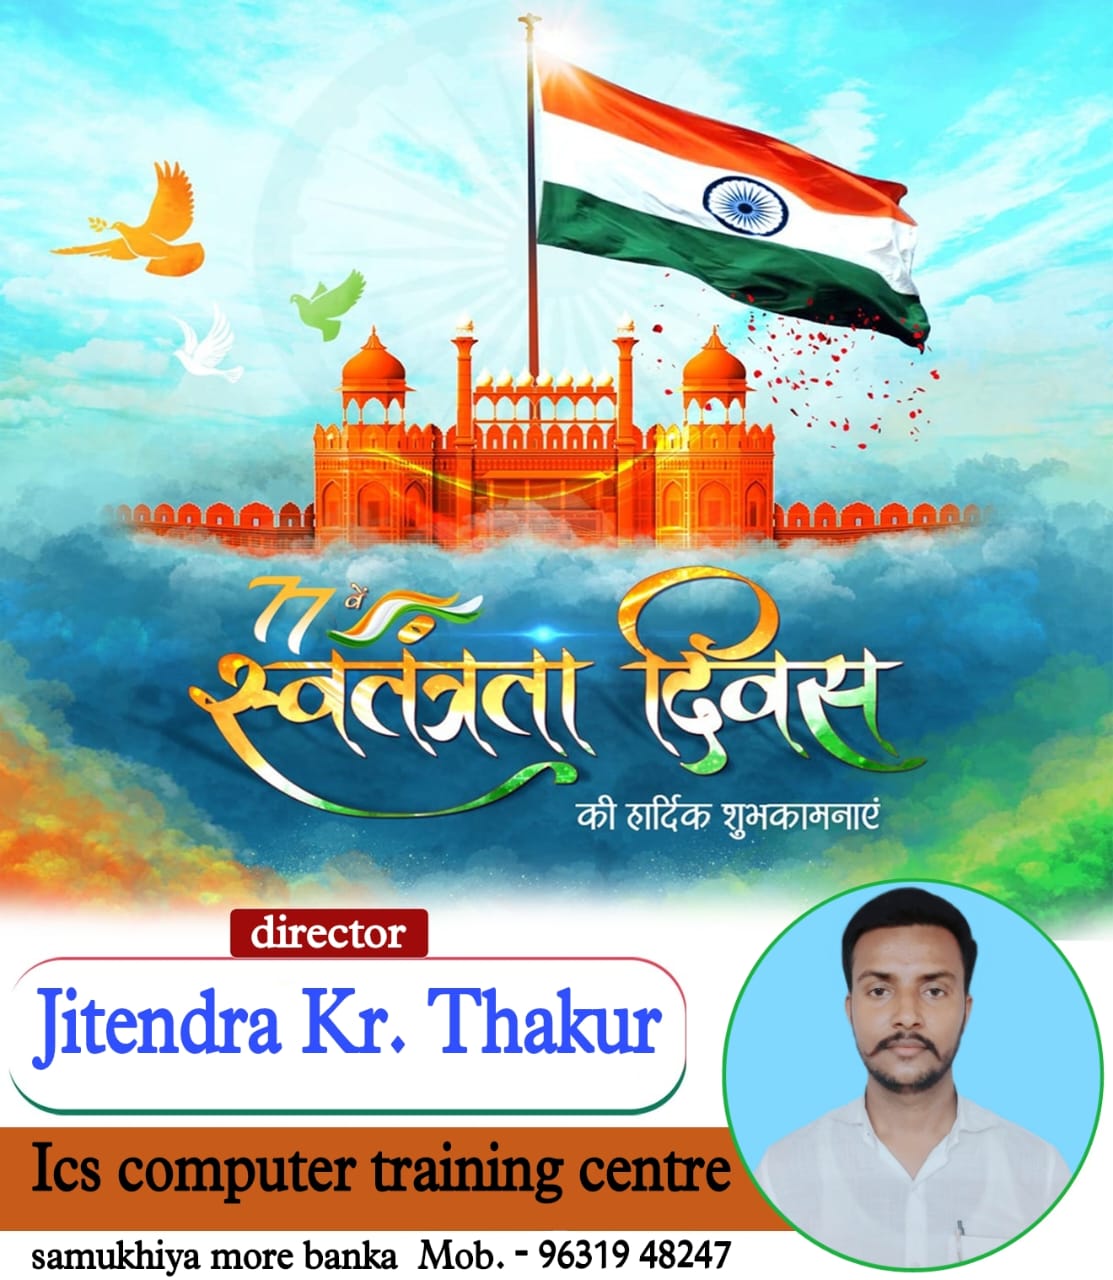 77 वें
स्वतंत्रता दिवस
की हार्दिक शुभकामनाएं
director
Jitendra Kr. Thakur
Ics computer training centre
samukhiya more banka Mob. - 96319 48247